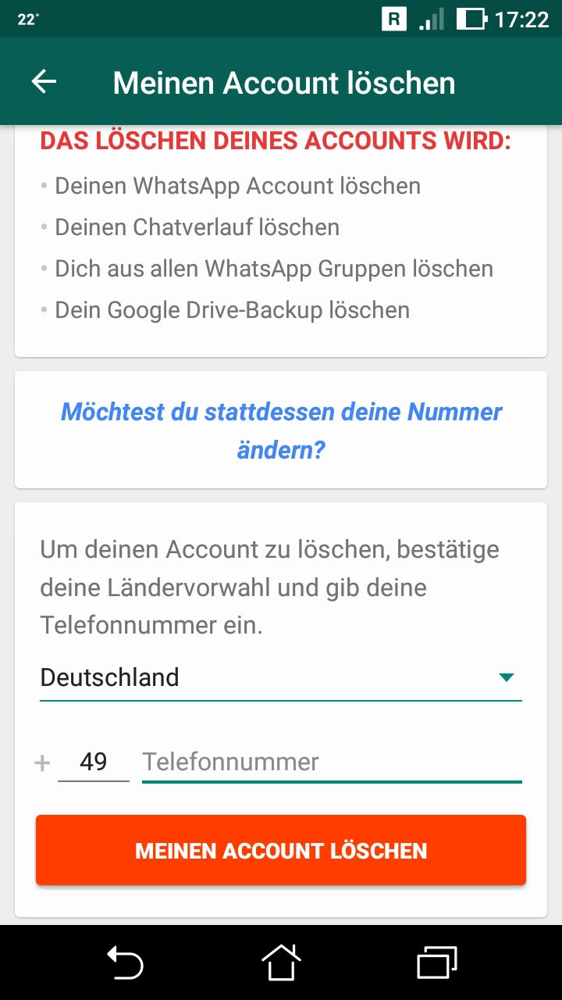 22°
R
17:22
Meinen Account löschen
DAS LÖSCHEN DEINES ACCOUNTS WIRD:
• Deinen WhatsApp Account löschen
• Deinen Chatverlauf löschen
• Dich aus allen WhatsApp Gruppen löschen
• Dein Google Drive-Backup löschen
Möchtest du stattdessen deine Nummer
ändern?
Um deinen Account zu löschen, bestätige
deine Ländervorwahl und gib deine
Telefonnummer ein.
Deutschland
+ 49 Telefonnummer
MEINEN ACCOUNT LÖSCHEN